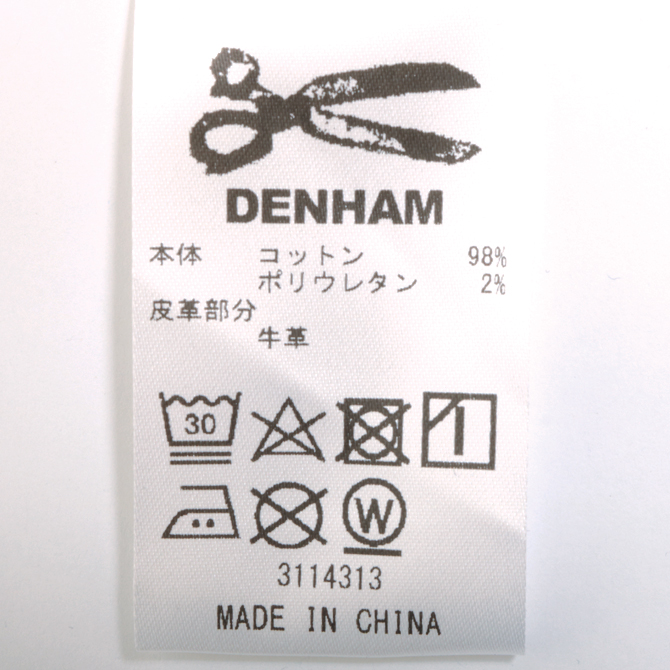 DENHAM
本体 コットン 98%
ポリウレタン 2%
皮革部分
牛革
30
W
3114313
MADE IN CHINA